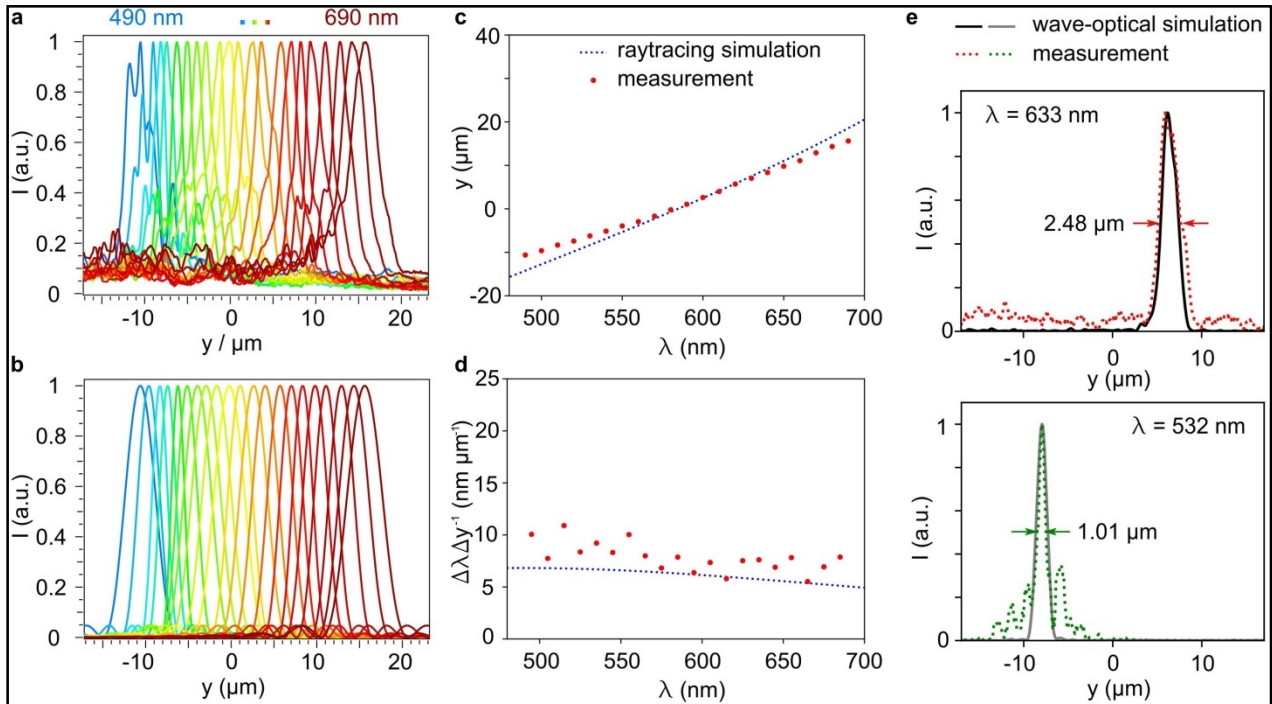 a
490 nm
690 nm
I (a.u.)
1
0.8
0.6
0.4
0.2
0
-10 0 10 20
y / µm
b
I (a.u.)
1
0.8
0.6
0.4
0.2
0
-10 0 10 20
y (µm)
c
raytracing simulation
measurement
y (µm)
40
20
0
-20
500 550 600 650 700
λ (nm)
d
ΔλΔy⁻¹ (nm µm⁻¹)
25
20
15
10
5
0
500 550 600 650 700
λ (nm)
e
wave-optical simulation
measurement
λ = 633 nm
I (a.u.)
1
2.48 µm
0
-10 0 10
y (µm)
λ = 532 nm
I (a.u.)
1
1.01 µm
0
-10 0 10
y (µm)